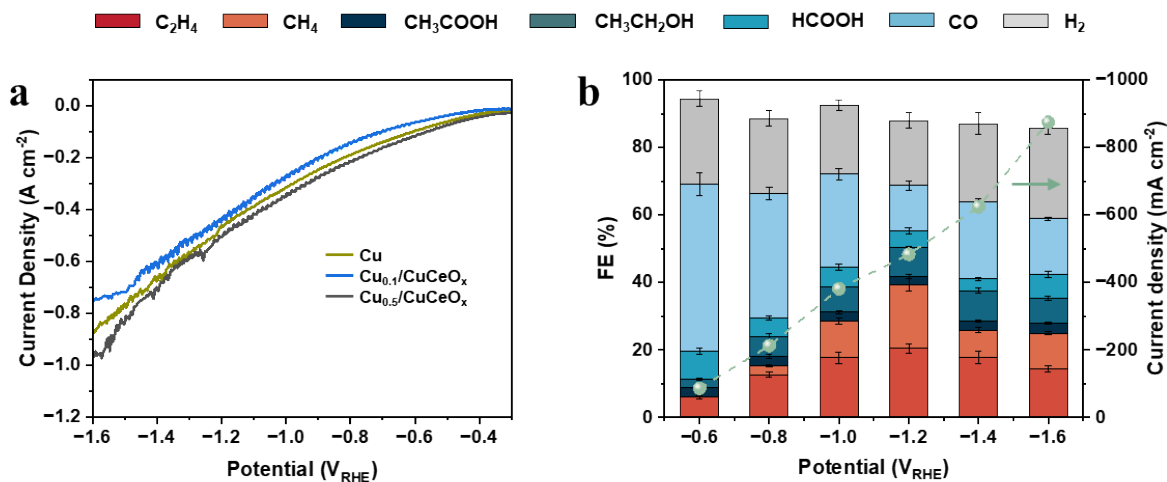 C₂H₄ CH₄ CH₃COOH CH₃CH₂OH HCOOH CO H₂
a
0.0
−0.2
−0.4
−0.6
−0.8
−1.0
−1.2
Current Density (A cm⁻²)
Cu
Cu₀.₁/CuCeOₓ
Cu₀.₅/CuCeOₓ
−1.6 −1.4 −1.2 −1.0 −0.8 −0.6 −0.4
Potential (V_RHE)
b
100
80
60
40
20
0
FE (%)
−1000
−800
−600
−400
−200
0
Current density (mA cm⁻²)
−0.6 −0.8 −1.0 −1.2 −1.4 −1.6
Potential (V_RHE)